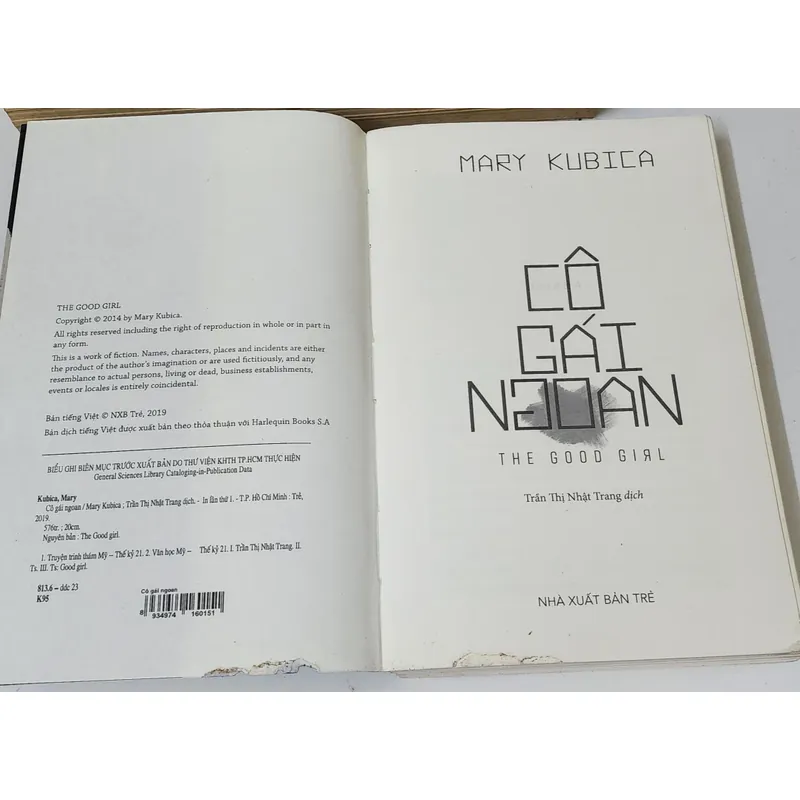 THE GOOD GIRL
Copyright © 2014 by Mary Kubica.
All rights reserved including the right of reproduction in whole or in part in
any form.
This is a work of fiction. Names, characters, places and incidents are either
the product of the author's imagination or are used fictitiously, and any
resemblance to actual persons, living or dead, business establishments,
events or locales is entirely coincidental.
Bản tiếng Việt © NXB Trẻ, 2019
Bản dịch tiếng Việt được xuất bản theo thỏa thuận với Harlequin Books S.A
BIỂU GHI BIÊN MỤC TRƯỚC XUẤT BẢN DO THƯ VIỆN KHTH TP.HCM THỰC HIỆN
General Sciences Library Cataloging-in-Publication Data
Kubica, Mary
Cô gái ngoan / Mary Kubica ; Trần Thị Nhật Trang dịch. - In lần thứ 1. - T.P. Hồ Chí Minh : Trẻ,
2019.
576tr. ; 20cm.
Nguyên bản : The Good girl.
1. Truyện trinh thám Mỹ -- Thế kỷ 21. 2. Văn học Mỹ -- Thế kỷ 21. I. Trần Thị Nhật Trang. II.
Ts. III. Ts: Good girl.
813.6 -- ddc 23
K95
Cô gái ngoan
8 934974 160151
MARY KUBICA
CÔ
GÁI
NGOAN
THE GOOD GIRL
Trần Thị Nhật Trang dịch
NHÀ XUẤT BẢN TRẺ